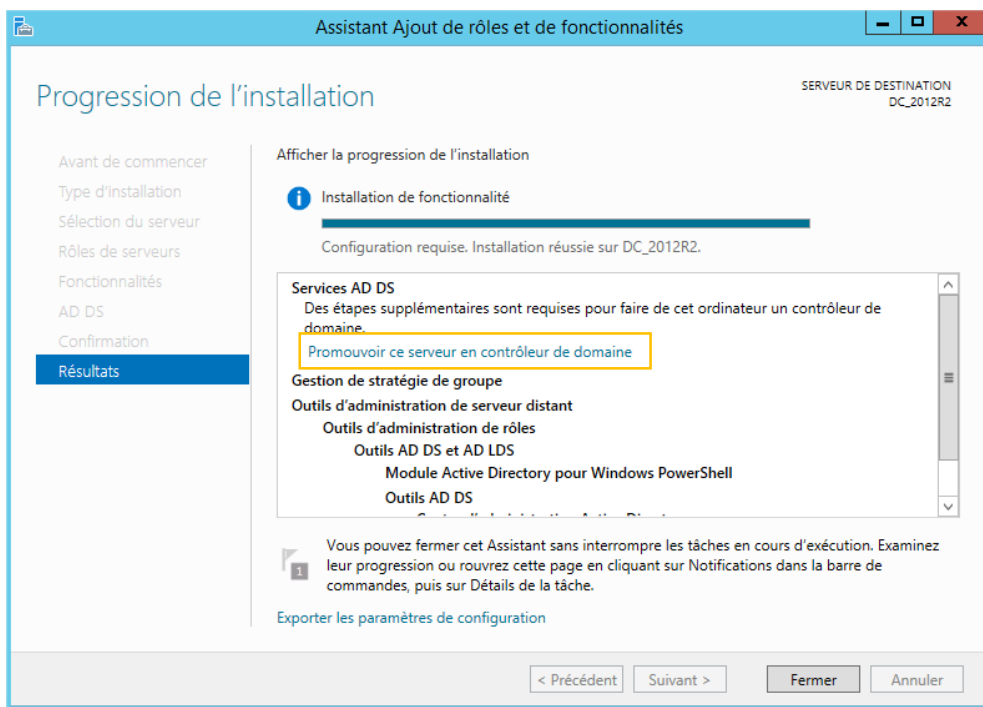 Assistant Ajout de rôles et de fonctionnalités
Progression de l'installation
SERVEUR DE DESTINATION
DC_2012R2
Avant de commencer
Type d'installation
Sélection du serveur
Rôles de serveurs
Fonctionnalités
AD DS
Confirmation
Résultats
Afficher la progression de l'installation
Installation de fonctionnalité
Configuration requise. Installation réussie sur DC_2012R2.
Services AD DS
Des étapes supplémentaires sont requises pour faire de cet ordinateur un contrôleur de
domaine.
Promouvoir ce serveur en contrôleur de domaine
Gestion de stratégie de groupe
Outils d'administration de serveur distant
Outils d'administration de rôles
Outils AD DS et AD LDS
Module Active Directory pour Windows PowerShell
Outils AD DS
1
Vous pouvez fermer cet Assistant sans interrompre les tâches en cours d'exécution. Examinez
leur progression ou rouvrez cette page en cliquant sur Notifications dans la barre de
commandes, puis sur Détails de la tâche.
Exporter les paramètres de configuration
< Précédent
Suivant >
Fermer
Annuler